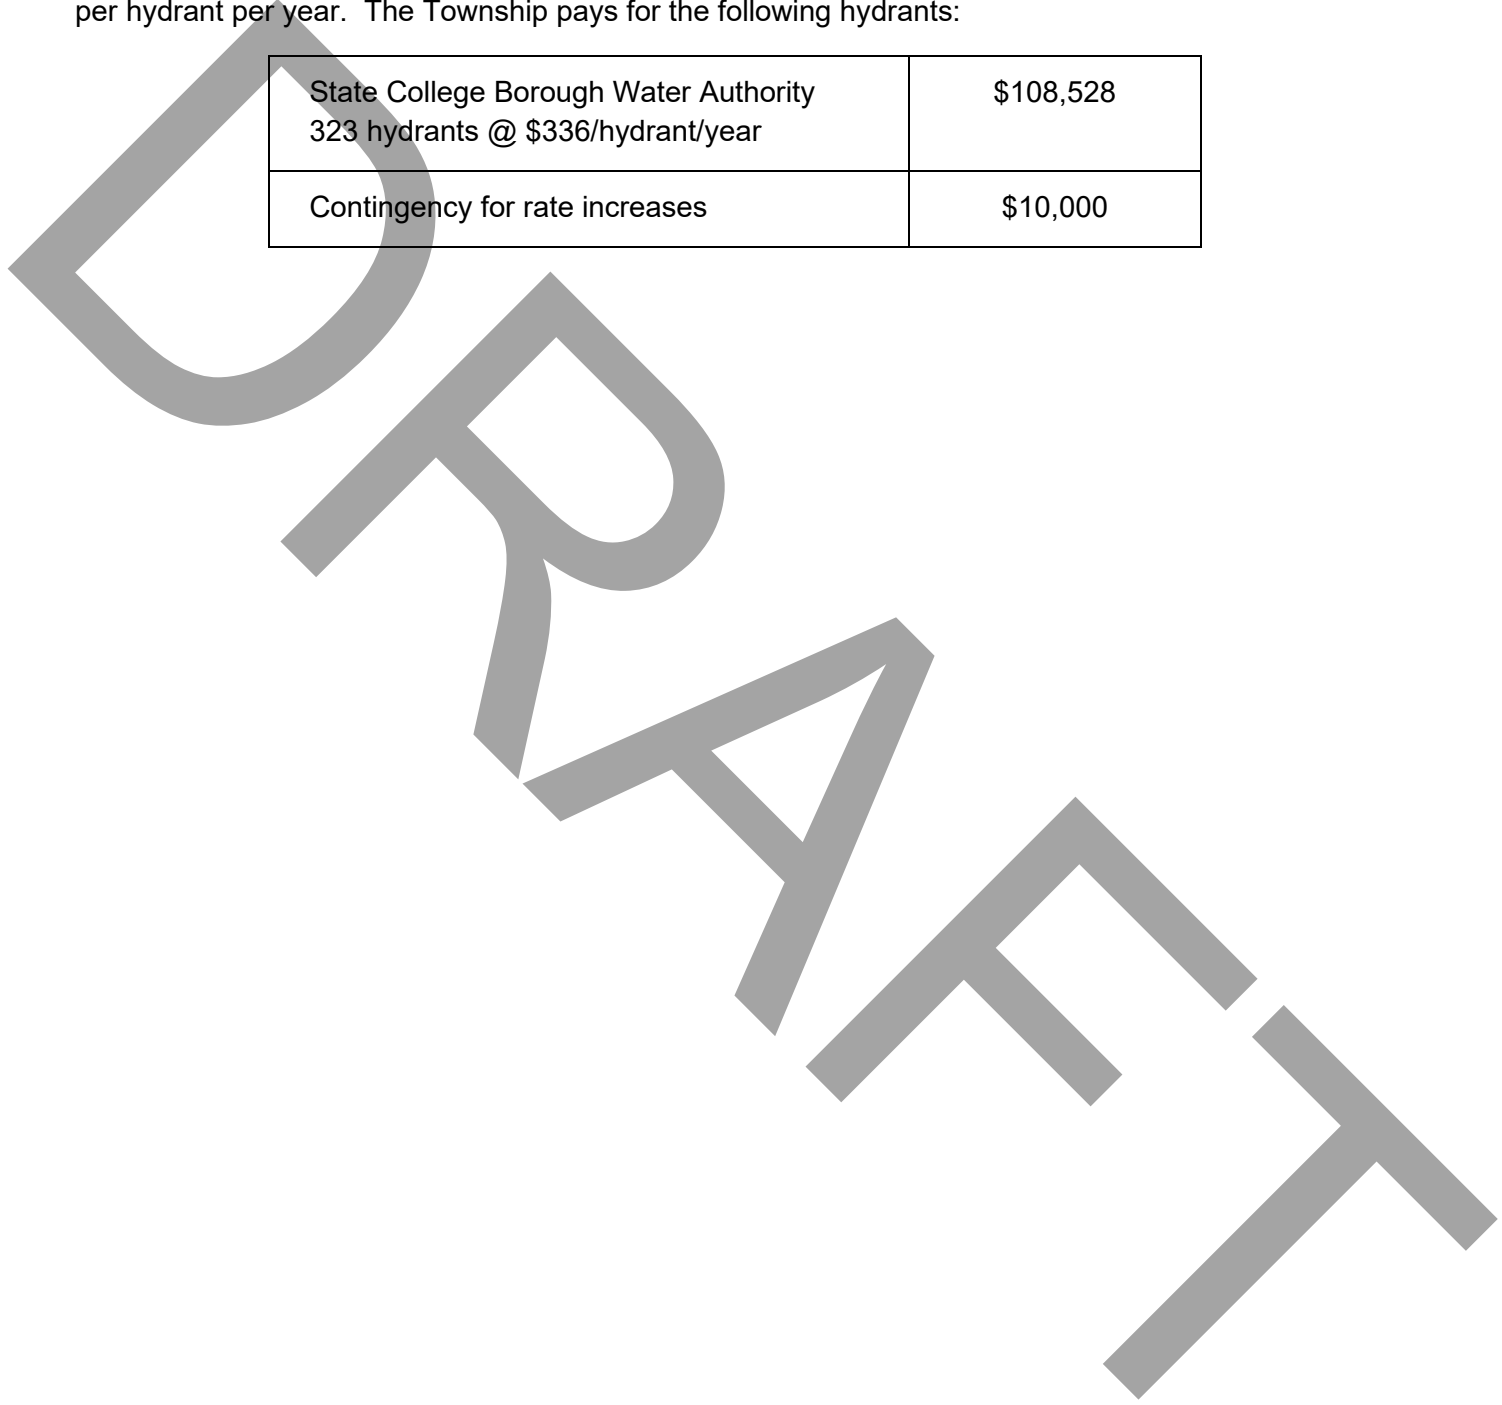 per hydrant per year.  The Township pays for the following hydrants:
State College Borough Water Authority
323 hydrants @ $336/hydrant/year
$108,528
Contingency for rate increases
$10,000
DRAFT